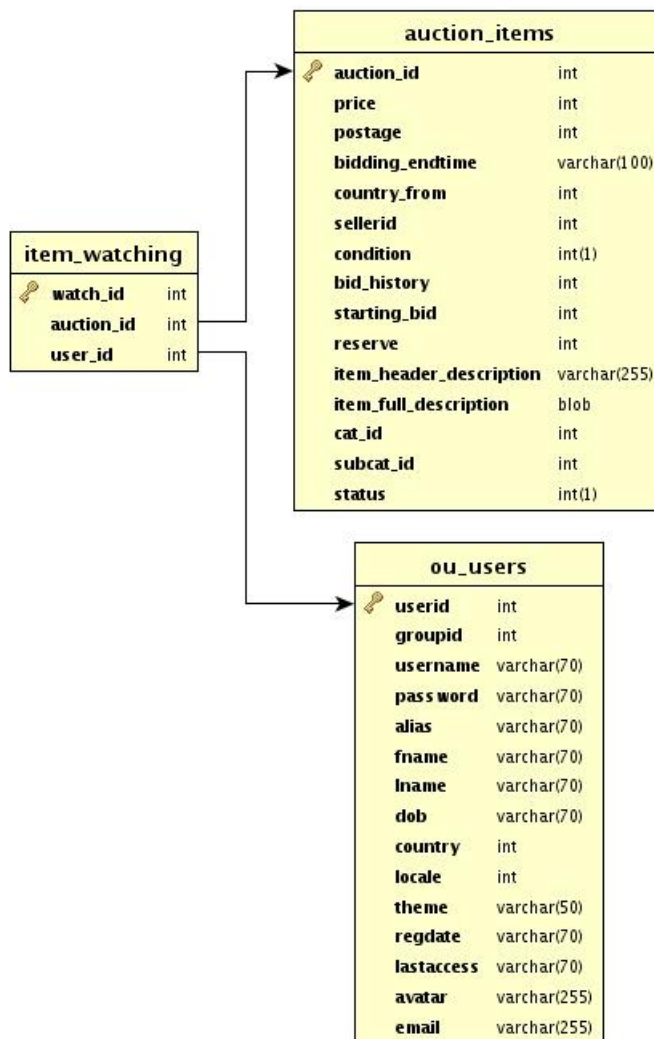 auction_items
auction_id int
price int
postage int
bidding_endtime varchar(100)
country_from int
sellerid int
condition int(1)
bid_history int
starting_bid int
reserve int
item_header_description varchar(255)
item_full_description blob
cat_id int
subcat_id int
status int(1)
item_watching
watch_id int
auction_id int
user_id int
ou_users
userid int
groupid int
username varchar(70)
password varchar(70)
alias varchar(70)
fname varchar(70)
lname varchar(70)
dob varchar(70)
country int
locale int
theme varchar(50)
regdate varchar(70)
lastaccess varchar(70)
avatar varchar(255)
email varchar(255)